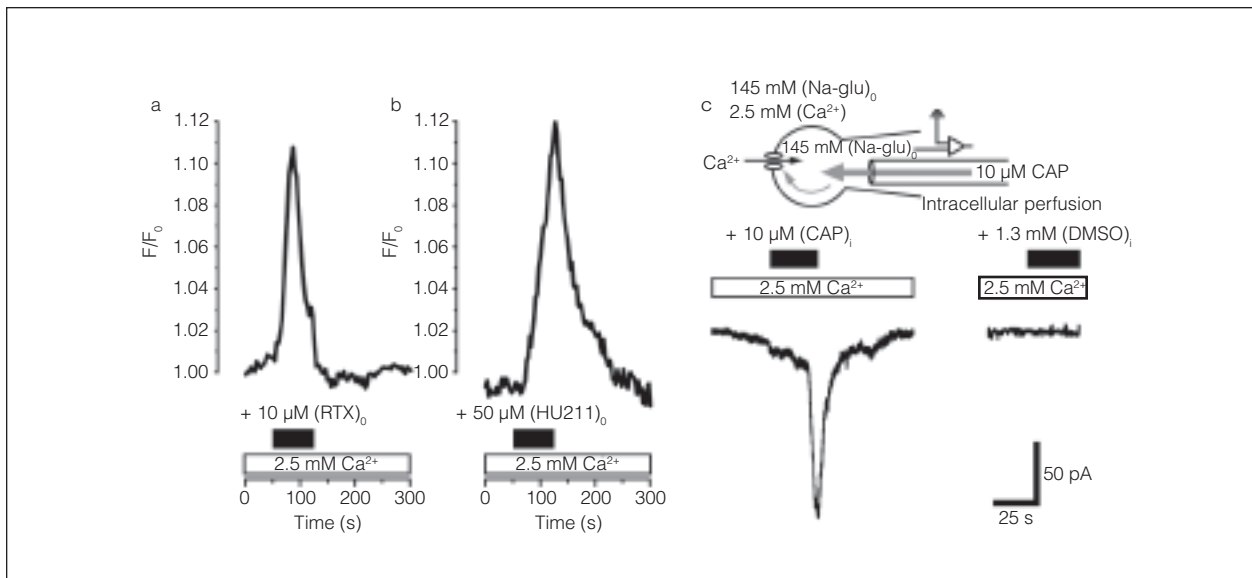 a
1.12
1.10
1.08
1.06
1.04
1.02
1.00
F/F₀
+ 10 µM (RTX)₀
2.5 mM Ca²⁺
0 100 200 300
Time (s)
b
1.12
1.10
1.08
1.06
1.04
1.02
1.00
F/F₀
+ 50 µM (HU211)₀
2.5 mM Ca²⁺
0 100 200 300
Time (s)
c
145 mM (Na-glu)₀
2.5 mM (Ca²⁺)
145 mM (Na-glu)₀
Ca²⁺
10 µM CAP
Intracellular perfusion
+ 10 µM (CAP)ᵢ
2.5 mM Ca²⁺
+ 1.3 mM (DMSO)ᵢ
2.5 mM Ca²⁺
50 pA
25 s